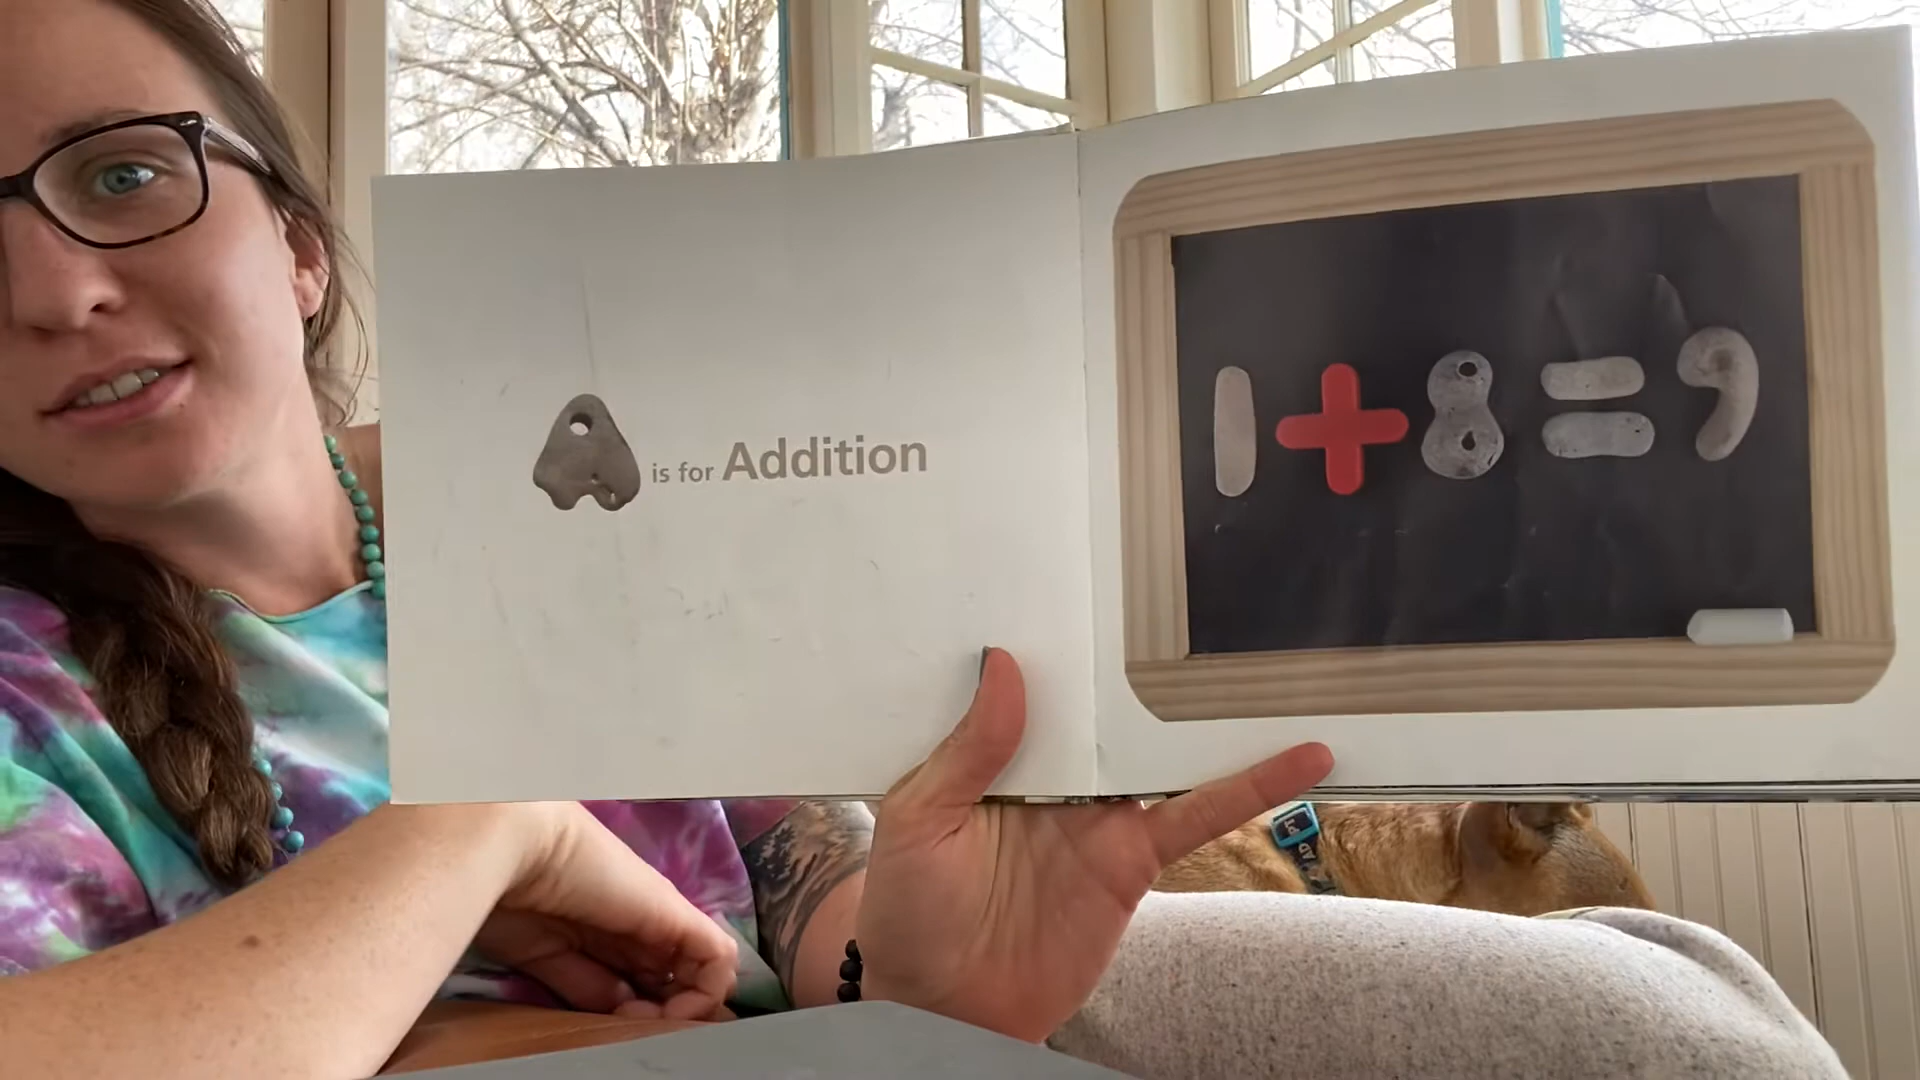 A is for Addition
1 + 8 = 9